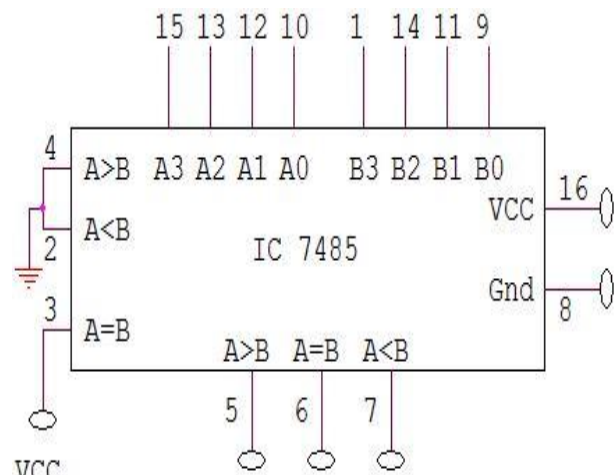 15 13 12 10 1 14 11 9
4
A>B A3 A2 A1 A0 B3 B2 B1 B0
16
VCC
2
A<B
IC 7485
Gnd
8
3
A=B
A>B A=B A<B
5 6 7
VCC